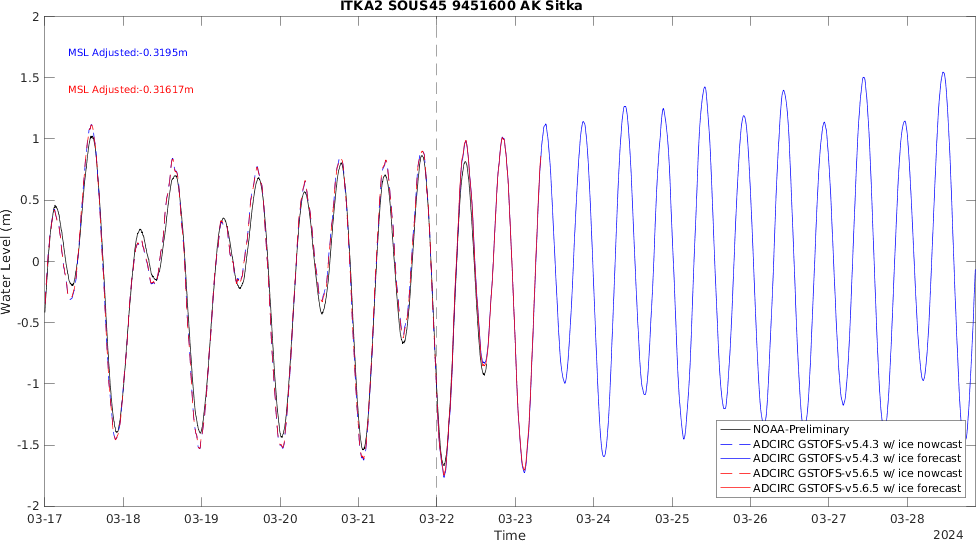 ITKA2 SOUS45 9451600 AK Sitka
2
1.5
1
0.5
0
-0.5
-1
-1.5
-2
Water Level (m)
MSL Adjusted:-0.3195m
MSL Adjusted:-0.31617m
NOAA-Preliminary
ADCIRC GSTOFS-v5.4.3 w/ ice nowcast
ADCIRC GSTOFS-v5.4.3 w/ ice forecast
ADCIRC GSTOFS-v5.6.5 w/ ice nowcast
ADCIRC GSTOFS-v5.6.5 w/ ice forecast
03-17 03-18 03-19 03-20 03-21 03-22 03-23 03-24 03-25 03-26 03-27 03-28
Time
2024